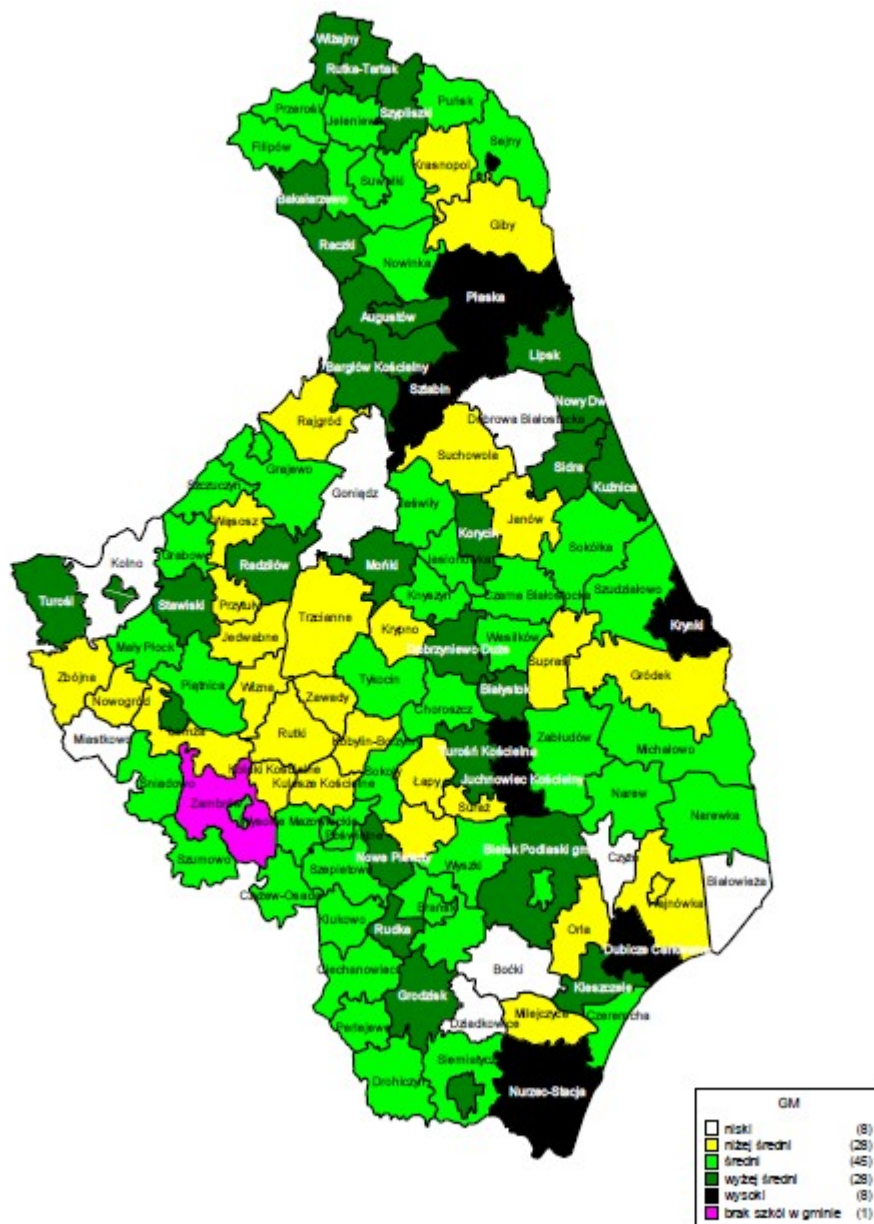 Wiżajny
Rutka-Tartak
Przerośl
Jeleniewo
Szypliszki
Puńsk
Sejny
Filipów
Suwałki
Krasnopol
Bakałarzewo
Giby
Raczki
Nowinka
Płaska
Augustów
Lipsk
Bargłów Kościelny
Sztabin
Nowy Dw
Dąbrowa Białostocka
Rajgród
Suchowola
Sidra
Kuźnica
Grajewo
Szczuczyn
Goniądz
Jaświły
Janów
Wąsosz
Korycin
Sokółka
Grabowo
Kolno
Radziłów
Mońki
Jasionówka
Szudziałowo
Turośl
Stawiski
Przytuły
Knyszyn
Czarna Białostocka
Trzcianne
Krypno
Krynki
Jedwabne
Mały Płock
Dobrzyniewo Duże
Wasilków
Supraśl
Zbójna
Piątnica
Wizna
Zawady
Tykocin
Gródek
Nowogród
Białystok
Choroszcz
Miastkowo
Łomża
Rutki
Kobylin-Borzymy
Zabłudów
Michałowo
Turośń Kościelna
Kołaki Kościelne
Sokoły
Juchnowiec Kościelny
Śniadowo
Kulesze Kościelne
Łapy
Narew
Zambrów
Suraż
Narewka
Wysokie Mazowieckie
Poświętne
Bielsk Podlaski gm
Szumowo
Nowe Piekuty
Wyszki
Czyże
Szepietowo
Białowieża
Czyżew-Osada
Brańsk
Hajnówka
Klukowo
Rudka
Orla
Dubicze Cerkiewne
Boćki
Ciechanowiec
Kleszczele
Grodzisk
Milejczyce
Czeremcha
Perlejewo
Dziadkowice
Siemiatycz
Drohiczyn
Nurzec-Stacja
GM
niski (8)
niżej średni (28)
średni (45)
wyżej średni (28)
wysoki (8)
brak szkól w gminie (1)